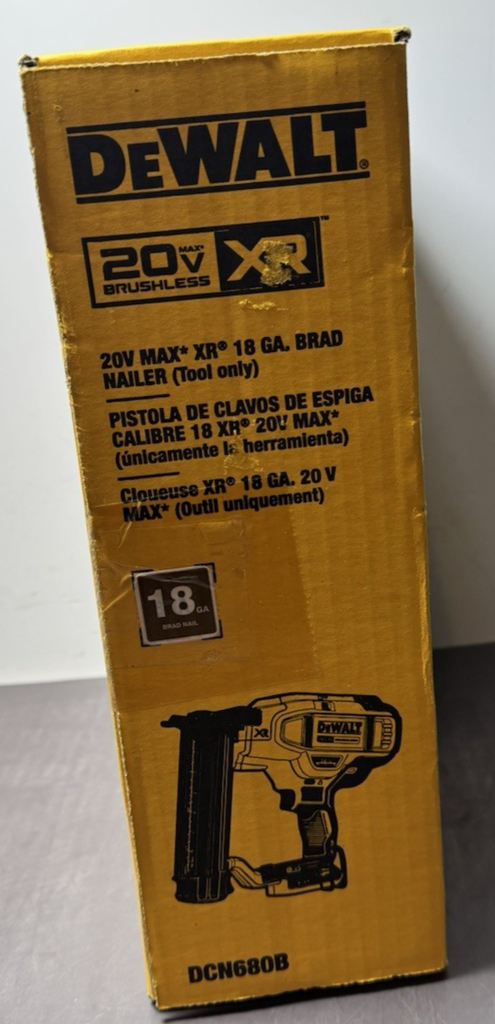 DEWALT®
20V MAX* XR™
BRUSHLESS
20V MAX* XR® 18 GA. BRAD
NAILER (Tool only)
PISTOLA DE CLAVOS DE ESPIGA
CALIBRE 18 XR® 20V MAX*
(únicamente la herramienta)
Cloueuse XR® 18 GA. 20 V
MAX* (Outil uniquement)
18 GA
BRAD NAIL
XR
DEWALT
DCN680B